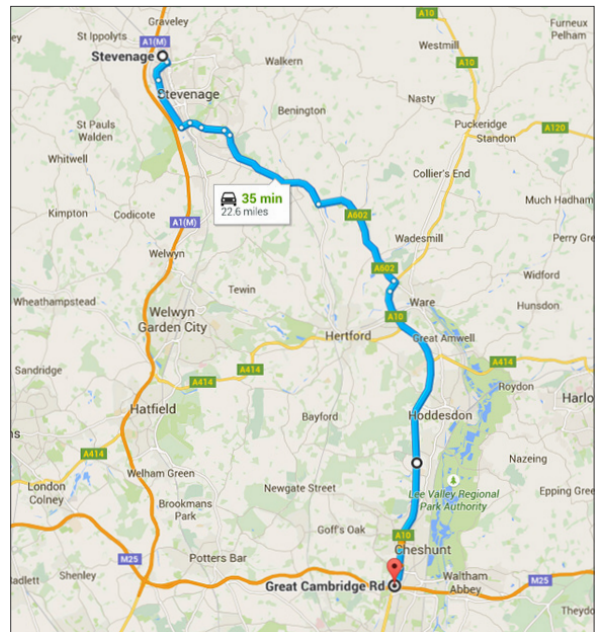 Graveley
A10
Furneux
Pelham
St Ippolyts
A1(M)
Westmill
Stevenage
Walkern
A10
Stevenage
Nasty
Benington
Puckeridge
St Pauls
Walden
Standon
A120
Whitwell
Collier's End
35 min
22.6 miles
Much Hadham
Kimpton
Codicote
A1(M)
A602
Wadesmill
Perry Gre
Welwyn
A602
Widford
Tewin
Wheathampstead
Ware
Hunsdon
Welwyn
Garden City
A10
Hertford
Great Amwell
A414
Sandridge
A414
Roydon
Harlo
Hatfield
Bayford
Hoddesdon
ns
A414
Nazeing
Welham Green
London
Colney
Newgate Street
Lee Valley Regional
Park Authority
Epping Gree
Brookmans
Park
Goff's Oak
A10
Cheshunt
M25
Potters Bar
Radlett
Shenley
Great Cambridge Rd
Waltham
Abbey
M25
Theydo